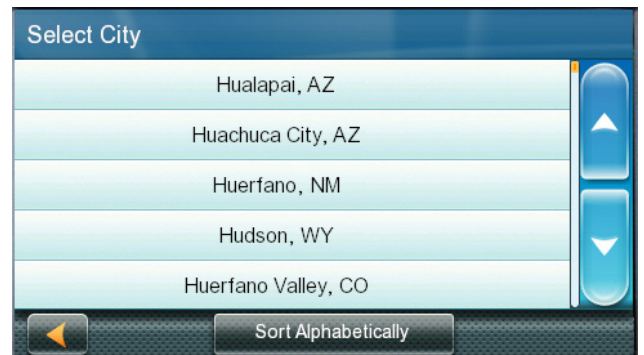 Select City
Hualapai, AZ
Huachuca City, AZ
Huerfano, NM
Hudson, WY
Huerfano Valley, CO
Sort Alphabetically